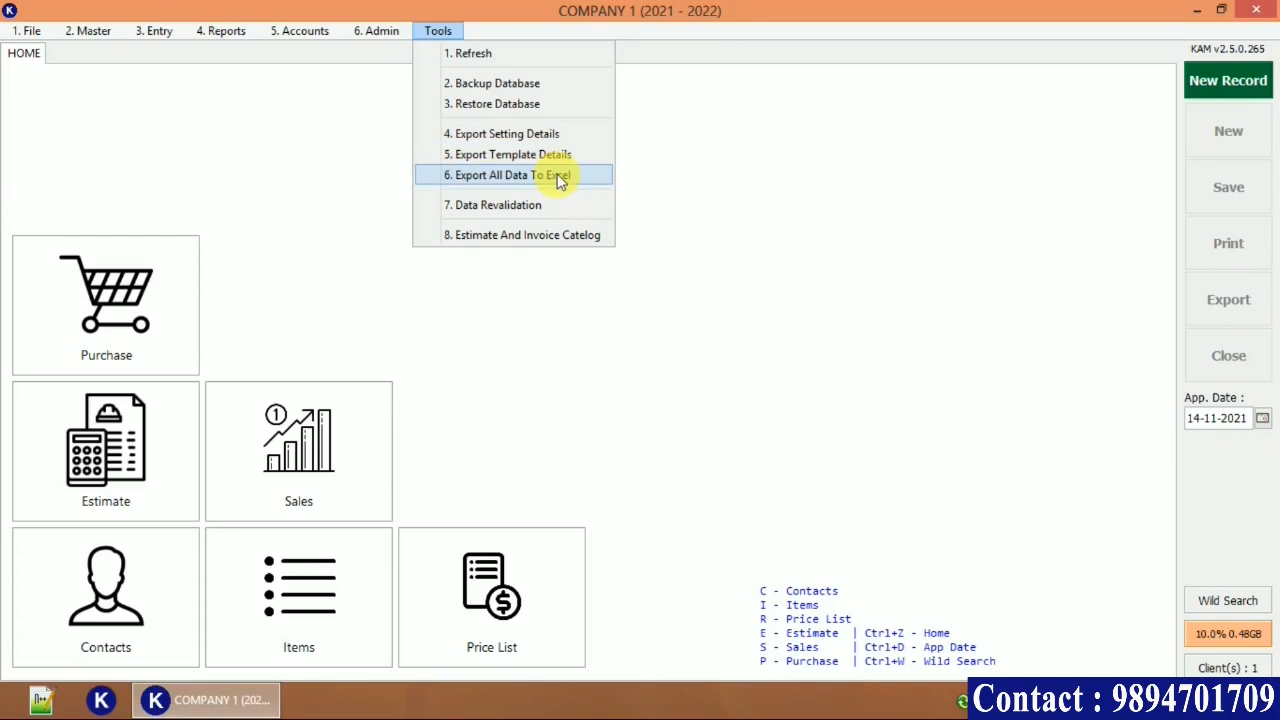 K
COMPANY 1 (2021 - 2022)
1. File
2. Master
3. Entry
4. Reports
5. Accounts
6. Admin
Tools
HOME
KAM v2.5.0.265
1. Refresh
2. Backup Database
3. Restore Database
4. Export Setting Details
5. Export Template Details
6. Export All Data To Excel
7. Data Revalidation
8. Estimate And Invoice Catelog
New Record
New
Save
Print
Export
Close
App. Date :
14-11-2021
Purchase
Estimate
1
Sales
Contacts
Items
$
Price List
C - Contacts
I - Items
R - Price List
E - Estimate | Ctrl+Z - Home
S - Sales | Ctrl+D - App Date
P - Purchase | Ctrl+W - Wild Search
Wild Search
10.0% 0.48GB
Client(s) : 1
K
K
COMPANY 1 (202...
Contact : 9894701709